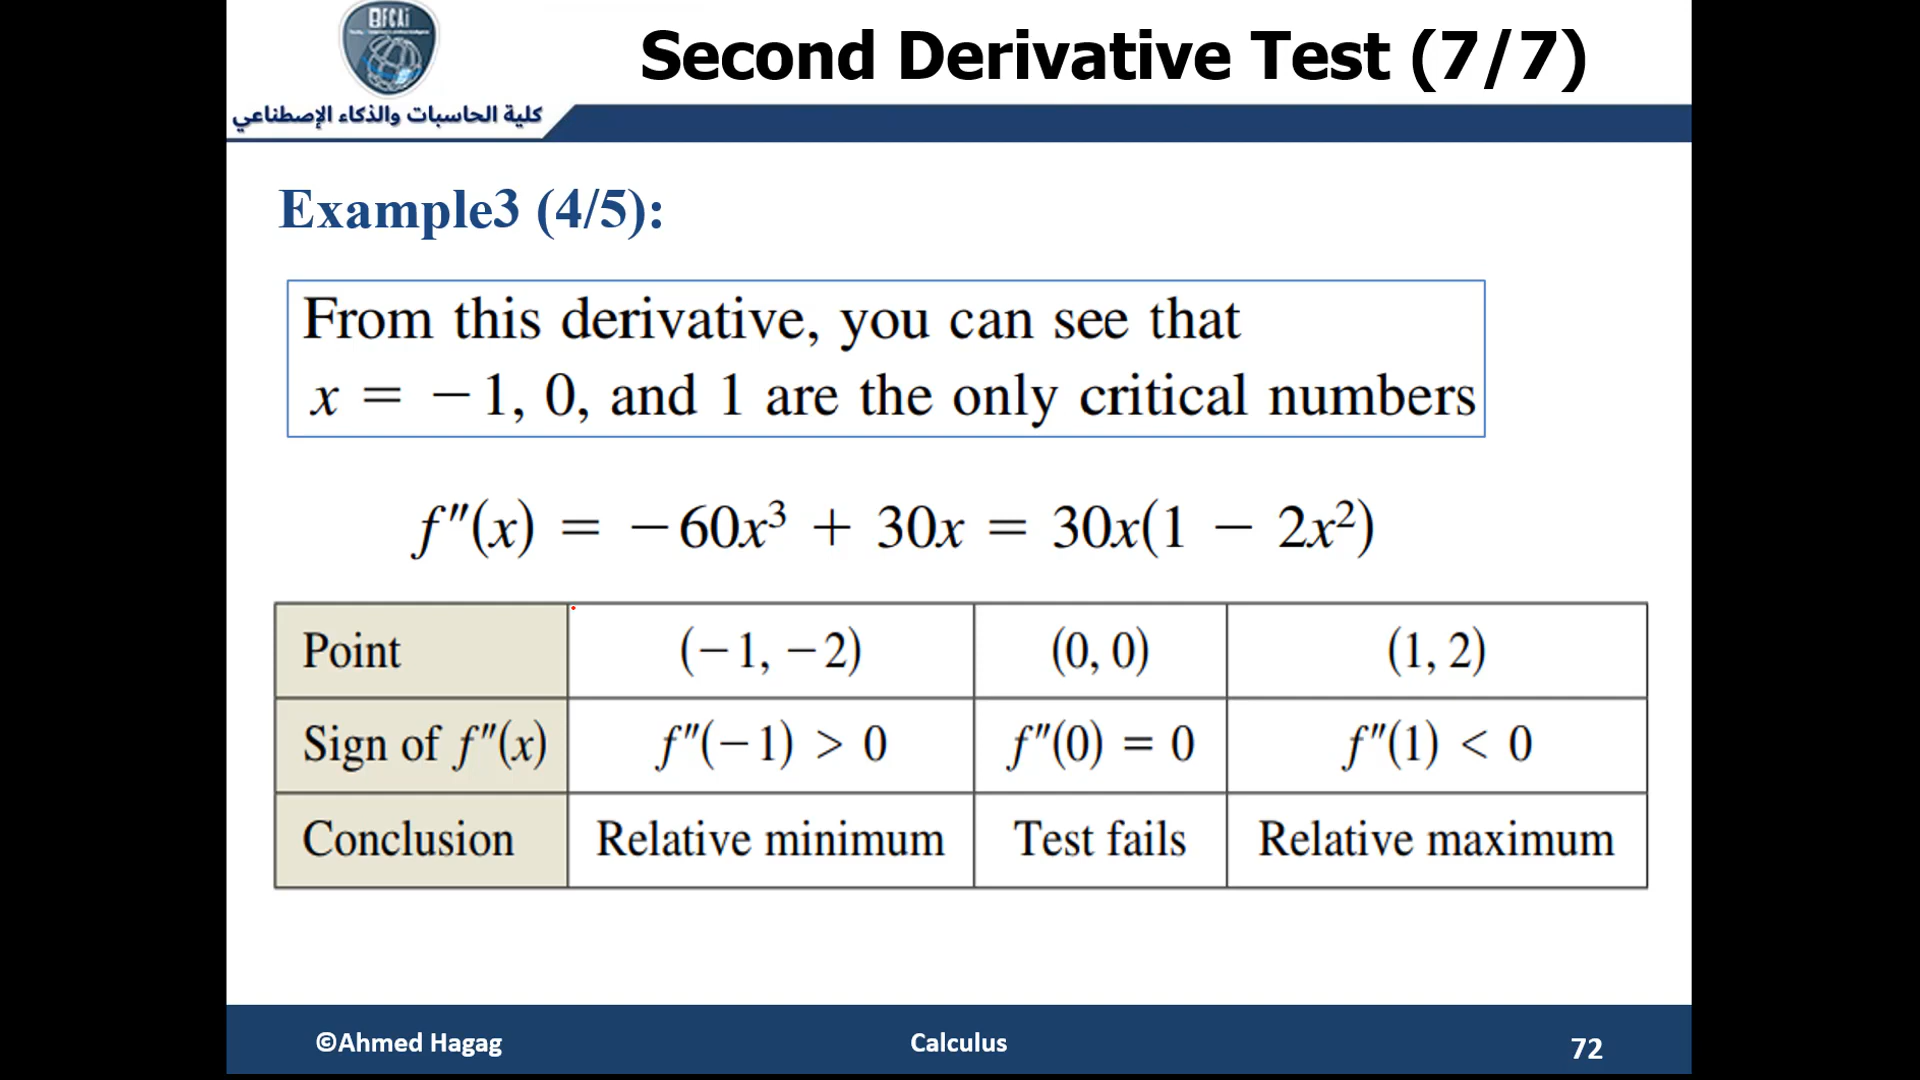 FCAi
Second Derivative Test (7/7)
كلية الحاسبات والذكاء الإصطناعي
Example3 (4/5):
From this derivative, you can see that
x = −1, 0, and 1 are the only critical numbers
f″(x) = −60x³ + 30x = 30x(1 − 2x²)
Point (−1, −2) (0, 0) (1, 2)
Sign of f″(x) f″(−1) > 0 f″(0) = 0 f″(1) < 0
Conclusion Relative minimum Test fails Relative maximum
©Ahmed Hagag Calculus 72